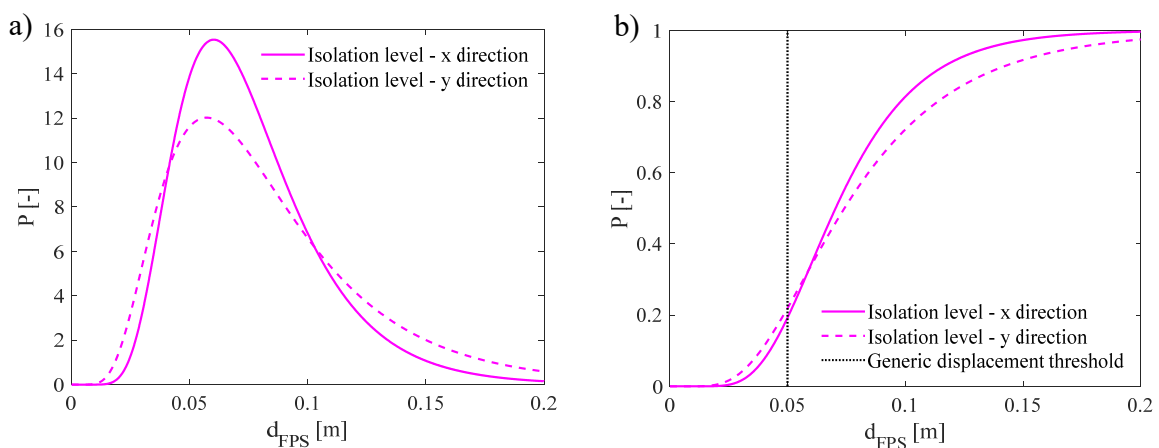 a)
P [-]
16
14
12
10
8
6
4
2
0
Isolation level - x direction
Isolation level - y direction
0 0.05 0.1 0.15 0.2
d_FPS [m]
b)
P [-]
1
0.8
0.6
0.4
0.2
0
Isolation level - x direction
Isolation level - y direction
Generic displacement threshold
0 0.05 0.1 0.15 0.2
d_FPS [m]